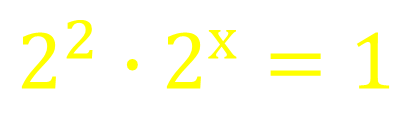 2² · 2ˣ = 1